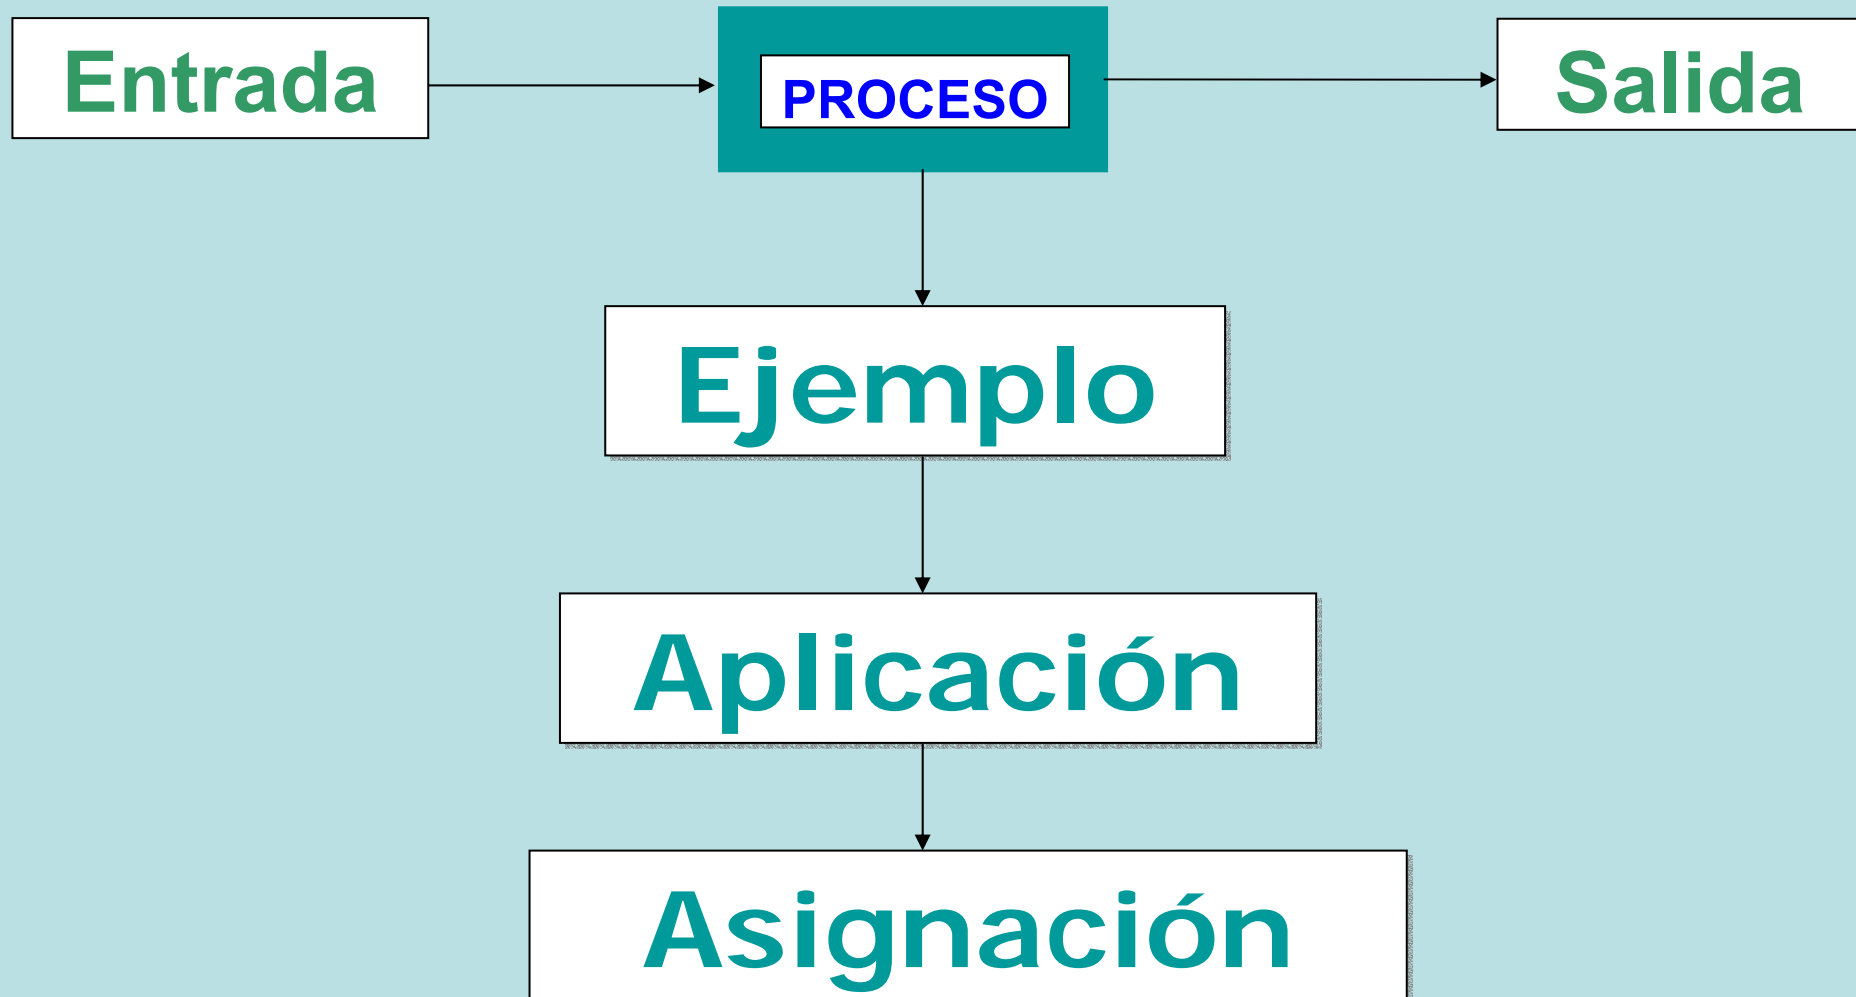 Entrada
PROCESO
Salida
Ejemplo
Aplicación
Asignación